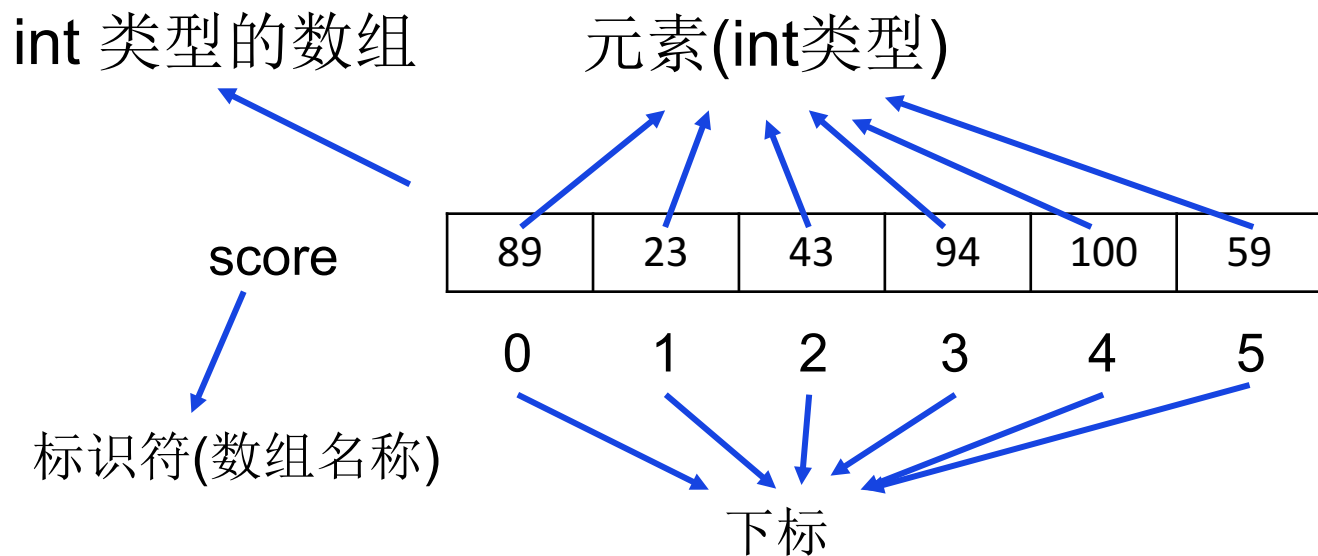 int 类型的数组
元素(int类型)
89 23 43 94 100 59
score
0 1 2 3 4 5
标识符(数组名称)
下标